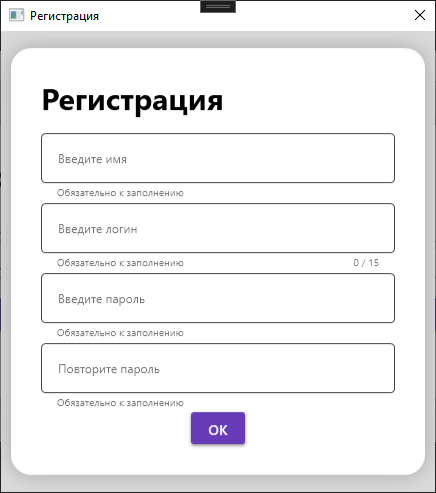 Регистрация
Регистрация
Введите имя
Обязательно к заполнению
Введите логин
Обязательно к заполнению 0 / 15
Введите пароль
Обязательно к заполнению
Повторите пароль
Обязательно к заполнению
ОК